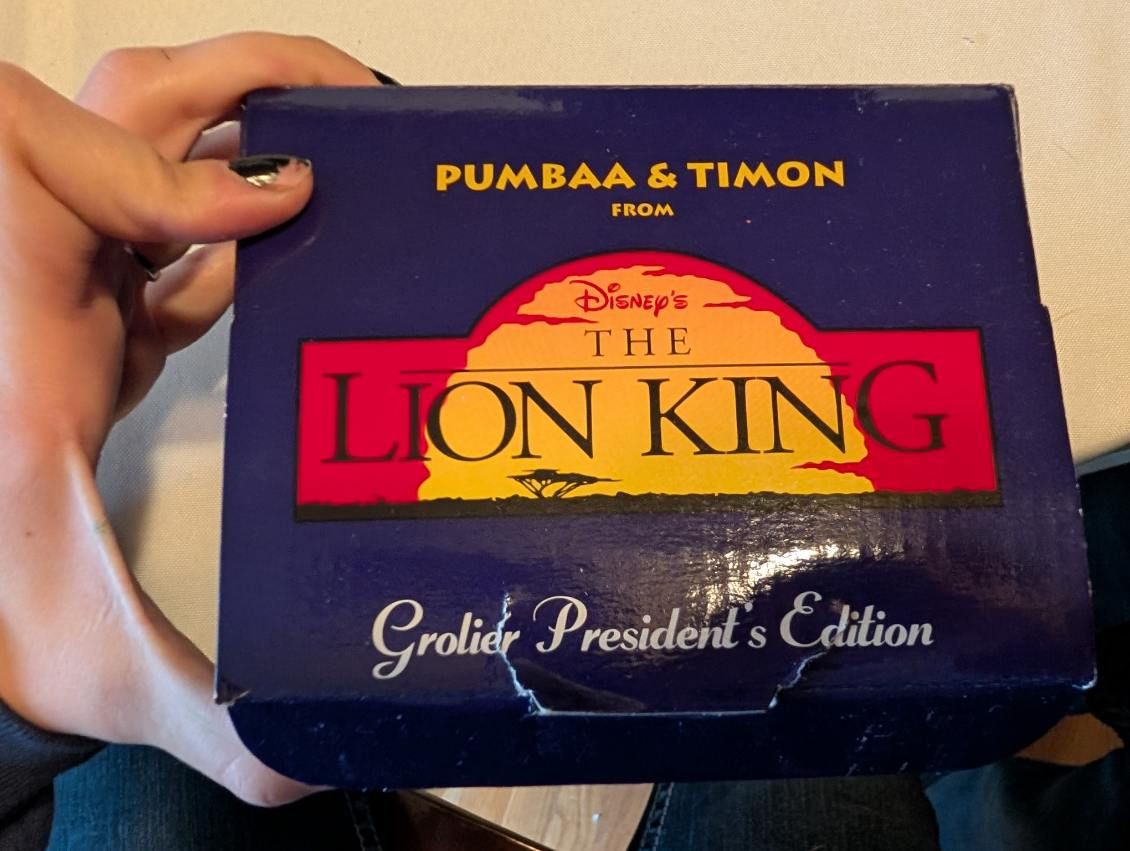 PUMBAA & TIMON
FROM
DISNEY'S
THE
LION KING
Grolier President's Edition